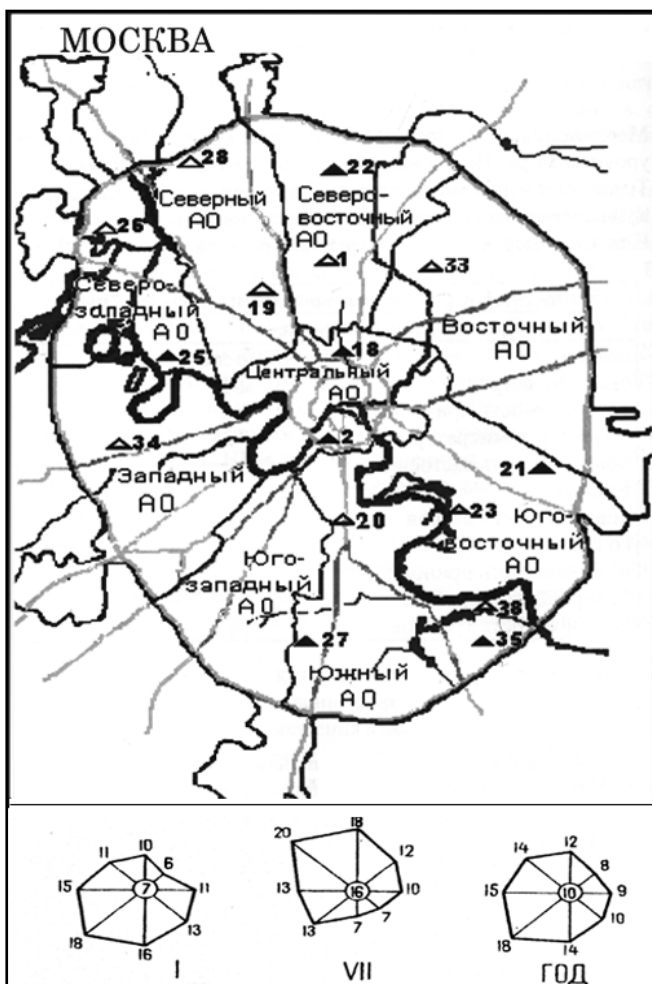 МОСКВА
28
22
Северный
АО
Северо-
восточный
АО
26
1
33
19
Северо-
западный
АО
Восточный
АО
25
18
Центральный
АО
34
2
Западный
АО
21
23
20
Юго-
восточный
АО
Юго-
западный
АО
38
27
35
Южный
АО
10
11
6
15
7
11
18
13
16
I
18
20
12
13
16
10
13
7
7
VII
12
14
8
15
10
9
18
10
14
ГОД